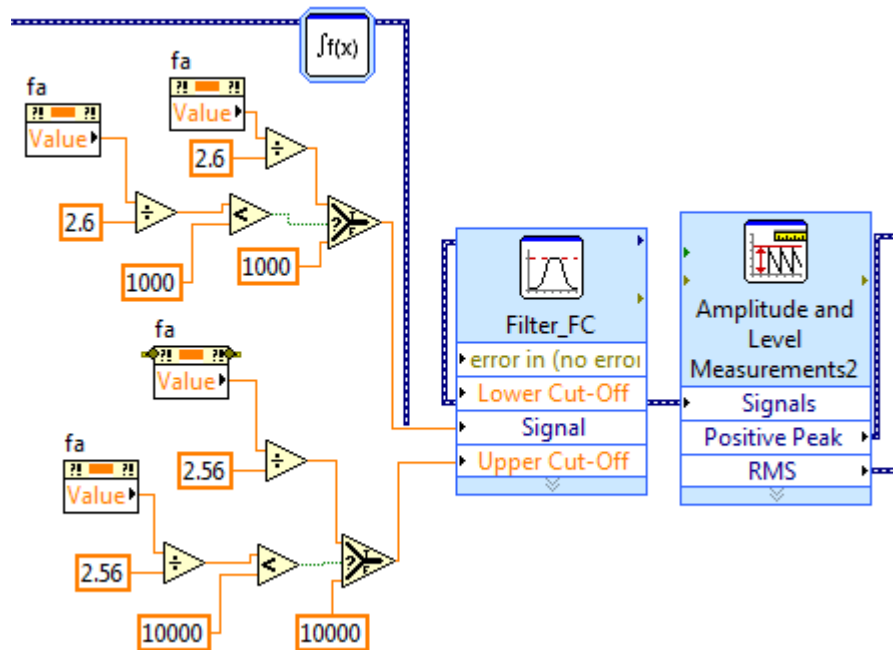 ∫f(x)
fa
?! ?!
Value
fa
?! ?!
Value
÷
2.6
2.6
÷
<
?
T
F
1000
1000
Filter_FC
error in (no erroi
Lower Cut-Off
Signal
Upper Cut-Off
Amplitude and
Level
Measurements2
Signals
Positive Peak
RMS
fa
?! ?!
Value
fa
?! ?!
Value
÷
2.56
2.56
÷
<
?
T
F
10000
10000